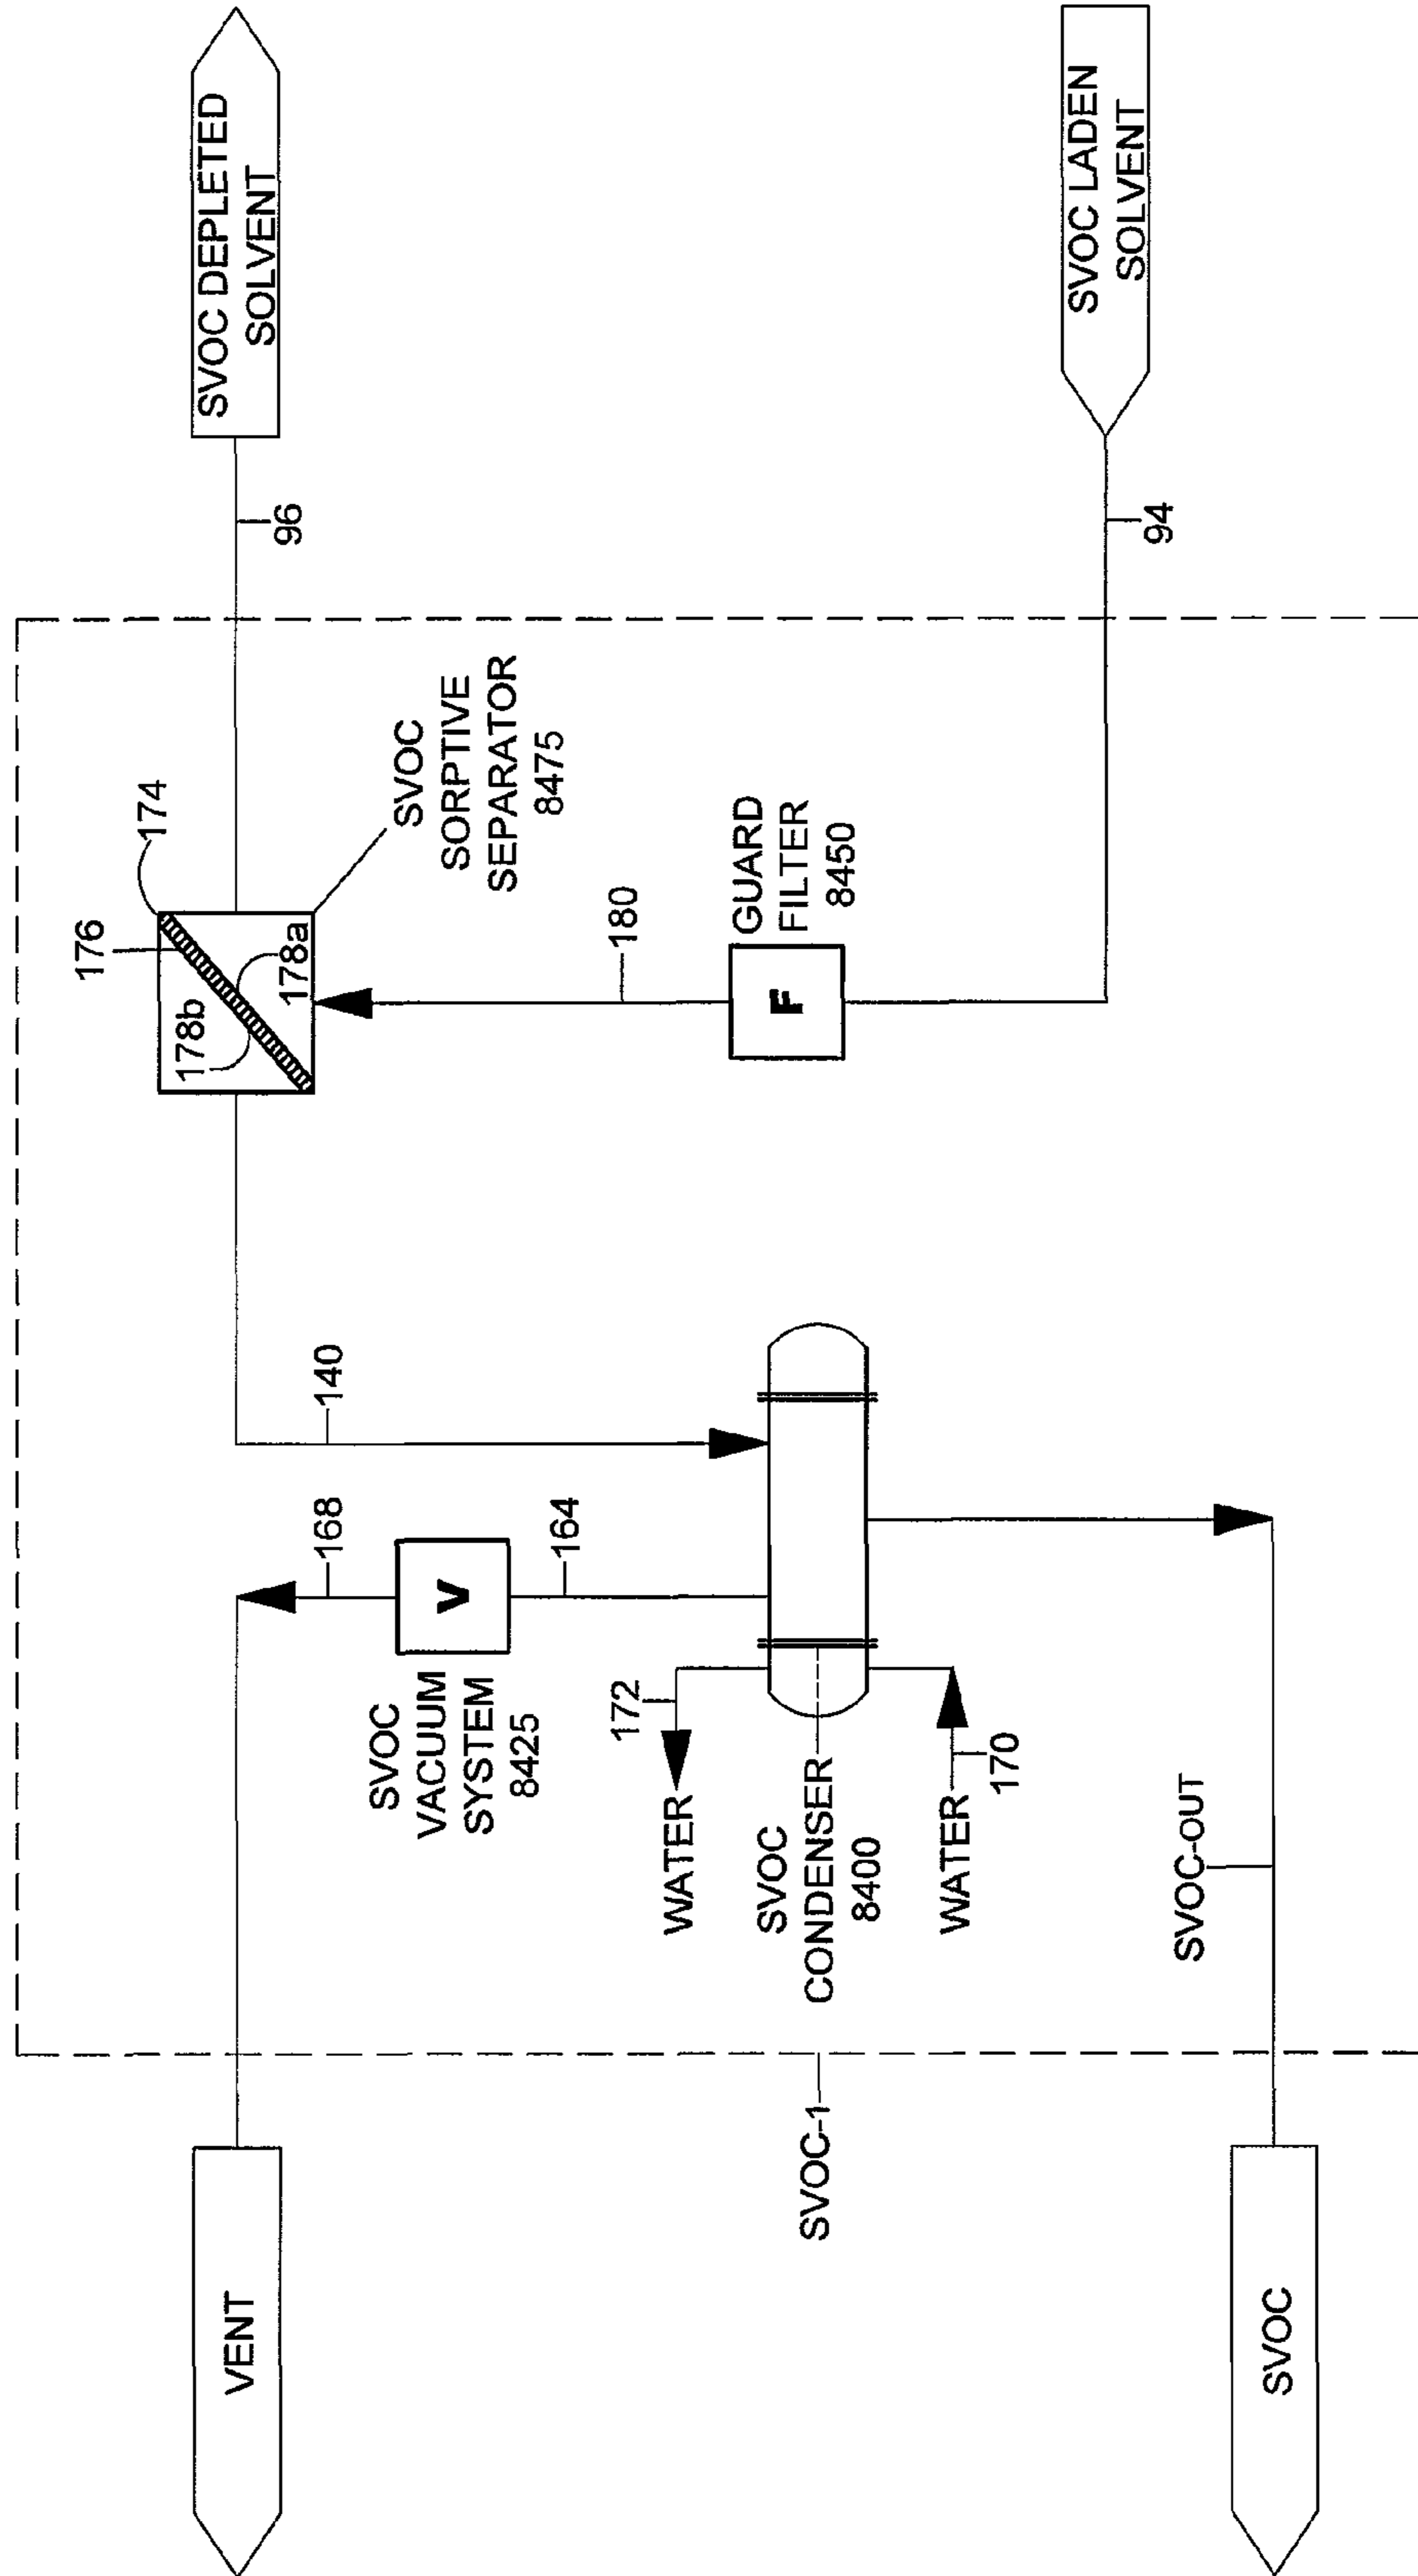 SVOC DEPLETED
SOLVENT
96
SVOC LADEN
SOLVENT
94
174
176
178b
178a
SVOC
SORPTIVE
SEPARATOR
8475
180
GUARD
FILTER
8450
F
140
168
164
V
SVOC
VACUUM
SYSTEM
8425
172
WATER
SVOC
CONDENSER
8400
WATER
170
SVOC-OUT
SVOC-1
VENT
SVOC